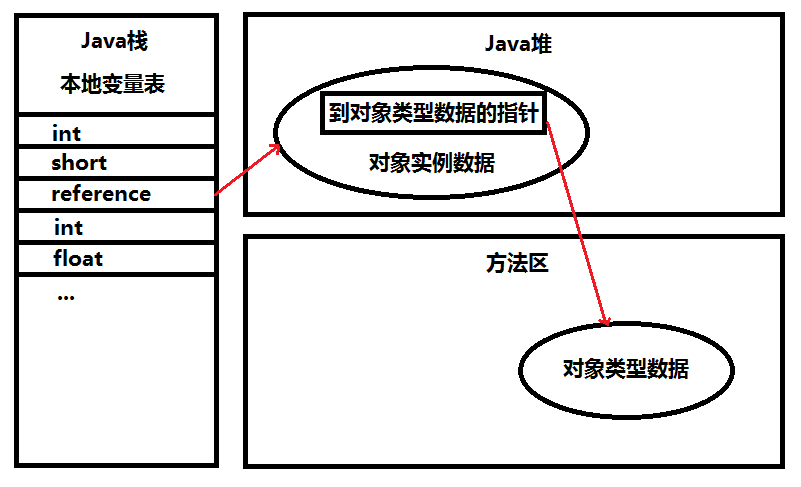 Java栈
本地变量表
int
short
reference
int
float
...
Java堆
到对象类型数据的指针
对象实例数据
方法区
对象类型数据